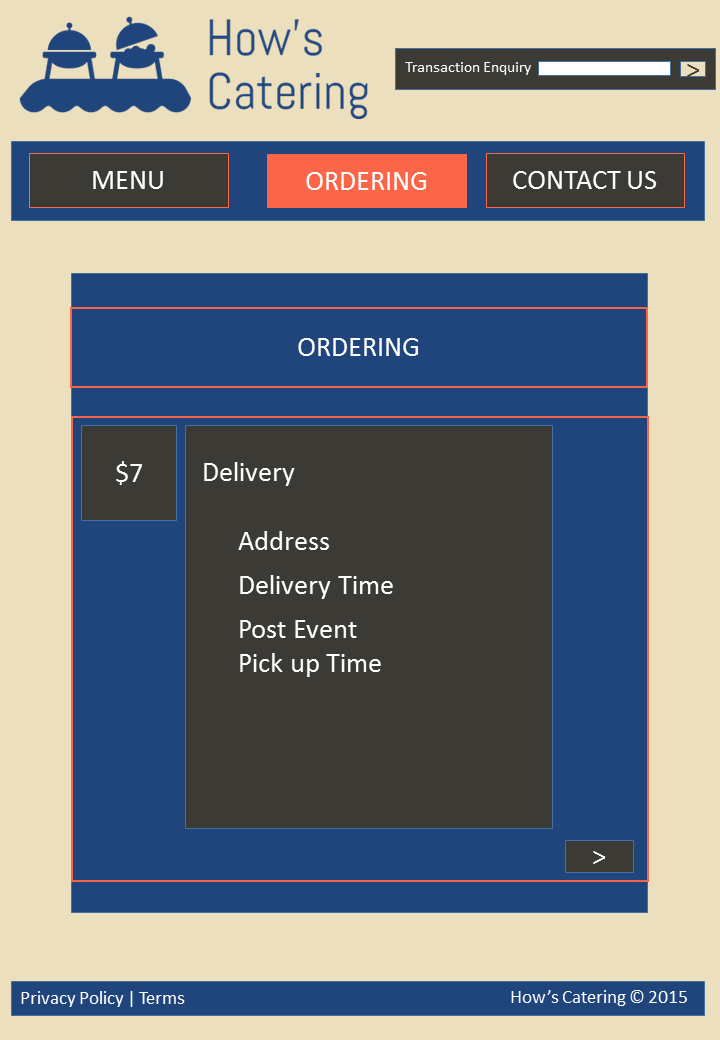 How's
Catering
Transaction Enquiry
>
MENU
ORDERING
CONTACT US
ORDERING
$7
Delivery
Address
Delivery Time
Post Event
Pick up Time
>
Privacy Policy | Terms
How’s Catering © 2015